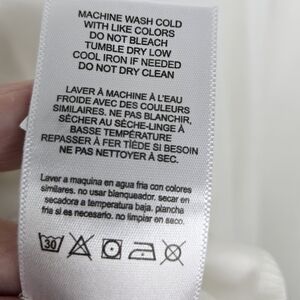 MACHINE WASH COLD
WITH LIKE COLORS
DO NOT BLEACH
TUMBLE DRY LOW
COOL IRON IF NEEDED
DO NOT DRY CLEAN
LAVER À MACHINE À L'EAU
FROIDE AVEC DES COULEURS
SIMILAIRES. NE PAS BLANCHIR,
SÉCHER AU SÈCHE-LINGE À
BASSE TEMPÉRATURE
REPASSER À FER TIÈDE SI BESOIN
NE PAS NETTOYER À SEC.
Laver a maquina en agua fria con colores
similares. no usar blanqueador. secar en
secadora a temperatura baja. plancha
fria si es necesario. no limpiar en seco.
30